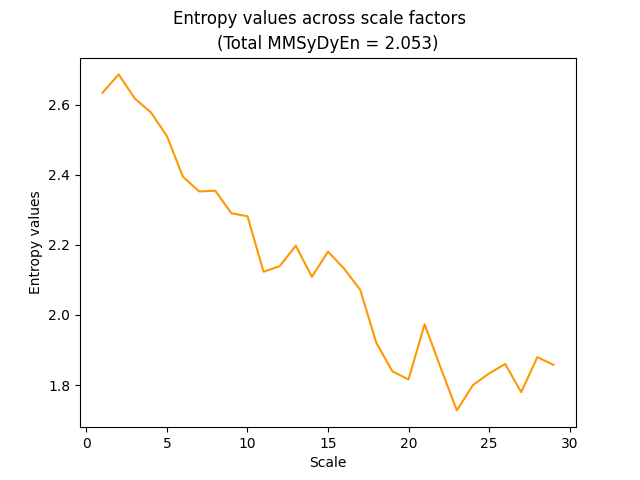 Entropy values across scale factors
(Total MMSyDyEn = 2.053)
Entropy values
2.6
2.4
2.2
2.0
1.8
0 5 10 15 20 25 30
Scale